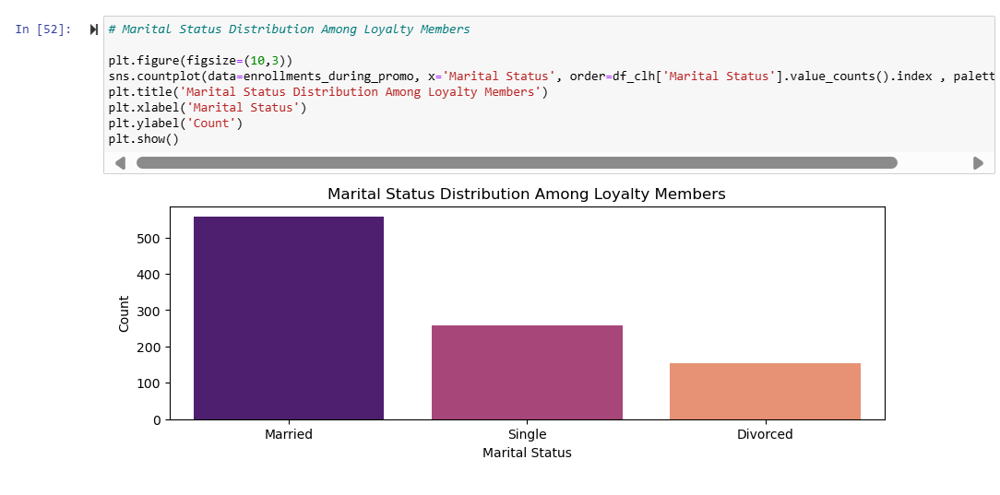 In [52]:
# Marital Status Distribution Among Loyalty Members
plt.figure(figsize=(10,3))
sns.countplot(data=enrollments_during_promo, x='Marital Status', order=df_clh['Marital Status'].value_counts().index , palett
plt.title('Marital Status Distribution Among Loyalty Members')
plt.xlabel('Marital Status')
plt.ylabel('Count')
plt.show()
Marital Status Distribution Among Loyalty Members
500
400
300
200
100
0
Count
Married Single Divorced
Marital Status